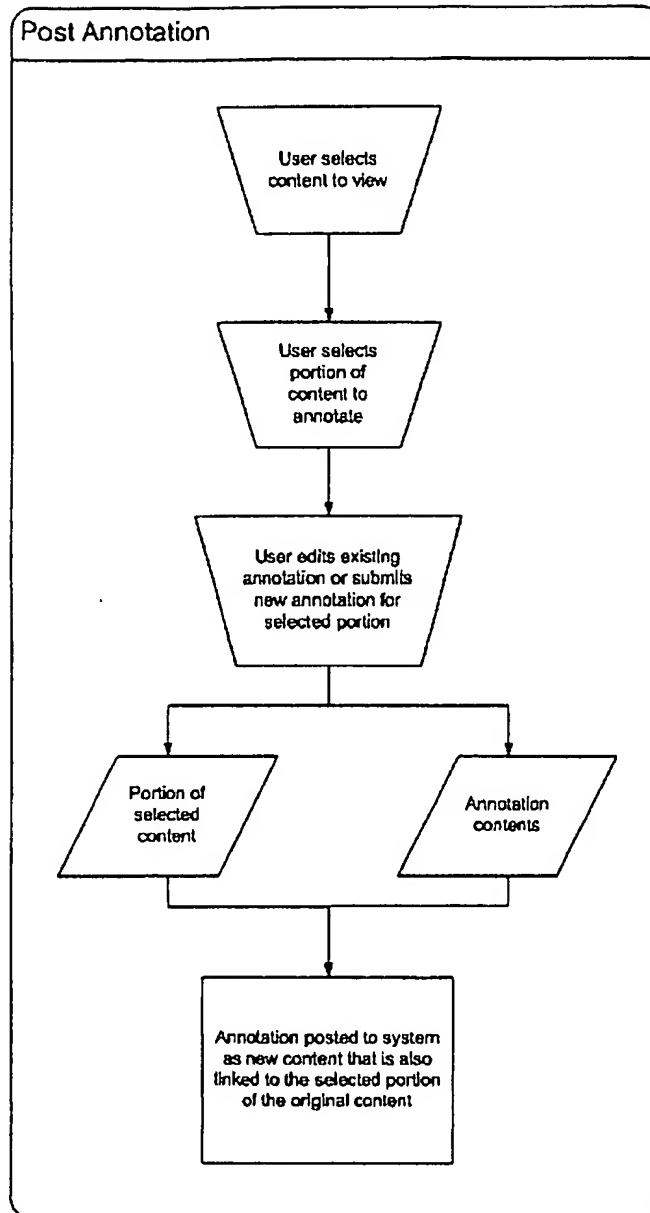 Post Annotation
User selects
content to view
User selects
portion of
content to
annotate
User edits existing
annotation or submits
new annotation for
selected portion
Portion of
selected
content
Annotation
contents
Annotation posted to system
as new content that is also
linked to the selected portion
of the original content